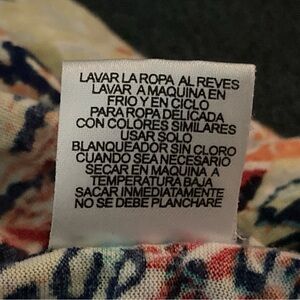 LAVAR LA ROPA AL REVES
LAVAR A MAQUINA EN
FRIO Y EN CICLO
PARA ROPA DELICADA
CON COLORES SIMILARES
USAR SOLO
BLANQUEADOR SIN CLORO
CUANDO SEA NECESARIO
SECAR EN MAQUINA A
TEMPERATURA BAJA
SACAR INMEDIATAMENTE
NO SE DEBE PLANCHARE